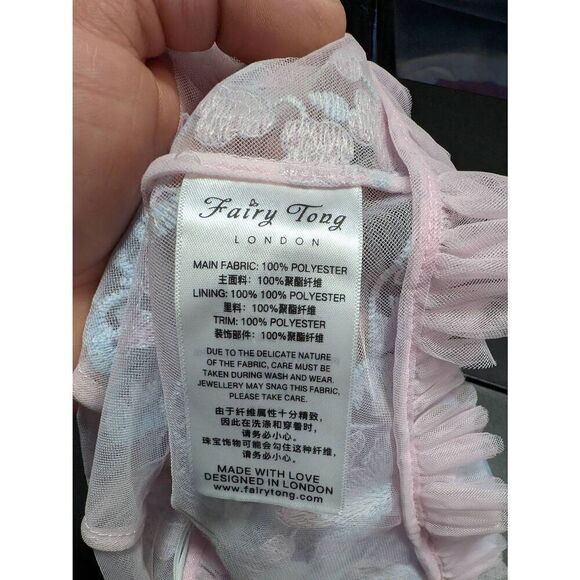 Fairy Tong
LONDON
MAIN FABRIC: 100% POLYESTER
主面料：100%聚酯纤维
LINING: 100% 100% POLYESTER
里料：100%聚酯纤维
TRIM: 100% POLYESTER
装饰部件：100%聚酯纤维
DUE TO THE DELICATE NATURE
OF THE FABRIC, CARE MUST BE
TAKEN DURING WASH AND WEAR.
JEWELLERY MAY SNAG THIS FABRIC,
PLEASE TAKE CARE.
由于纤维属性十分精致，
因此在洗涤和穿着时，
请务必小心。
珠宝饰物可能会勾住这种纤维，
请务必小心。
MADE WITH LOVE
DESIGNED IN LONDON
www.fairytong.com